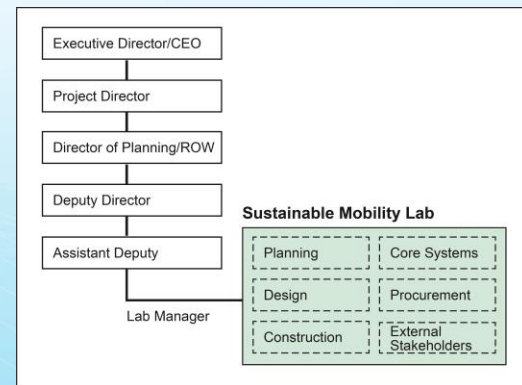 Executive Director/CEO
Project Director
Director of Planning/ROW
Deputy Director
Assistant Deputy
Lab Manager
Sustainable Mobility Lab
Planning
Core Systems
Design
Procurement
Construction
External
Stakeholders